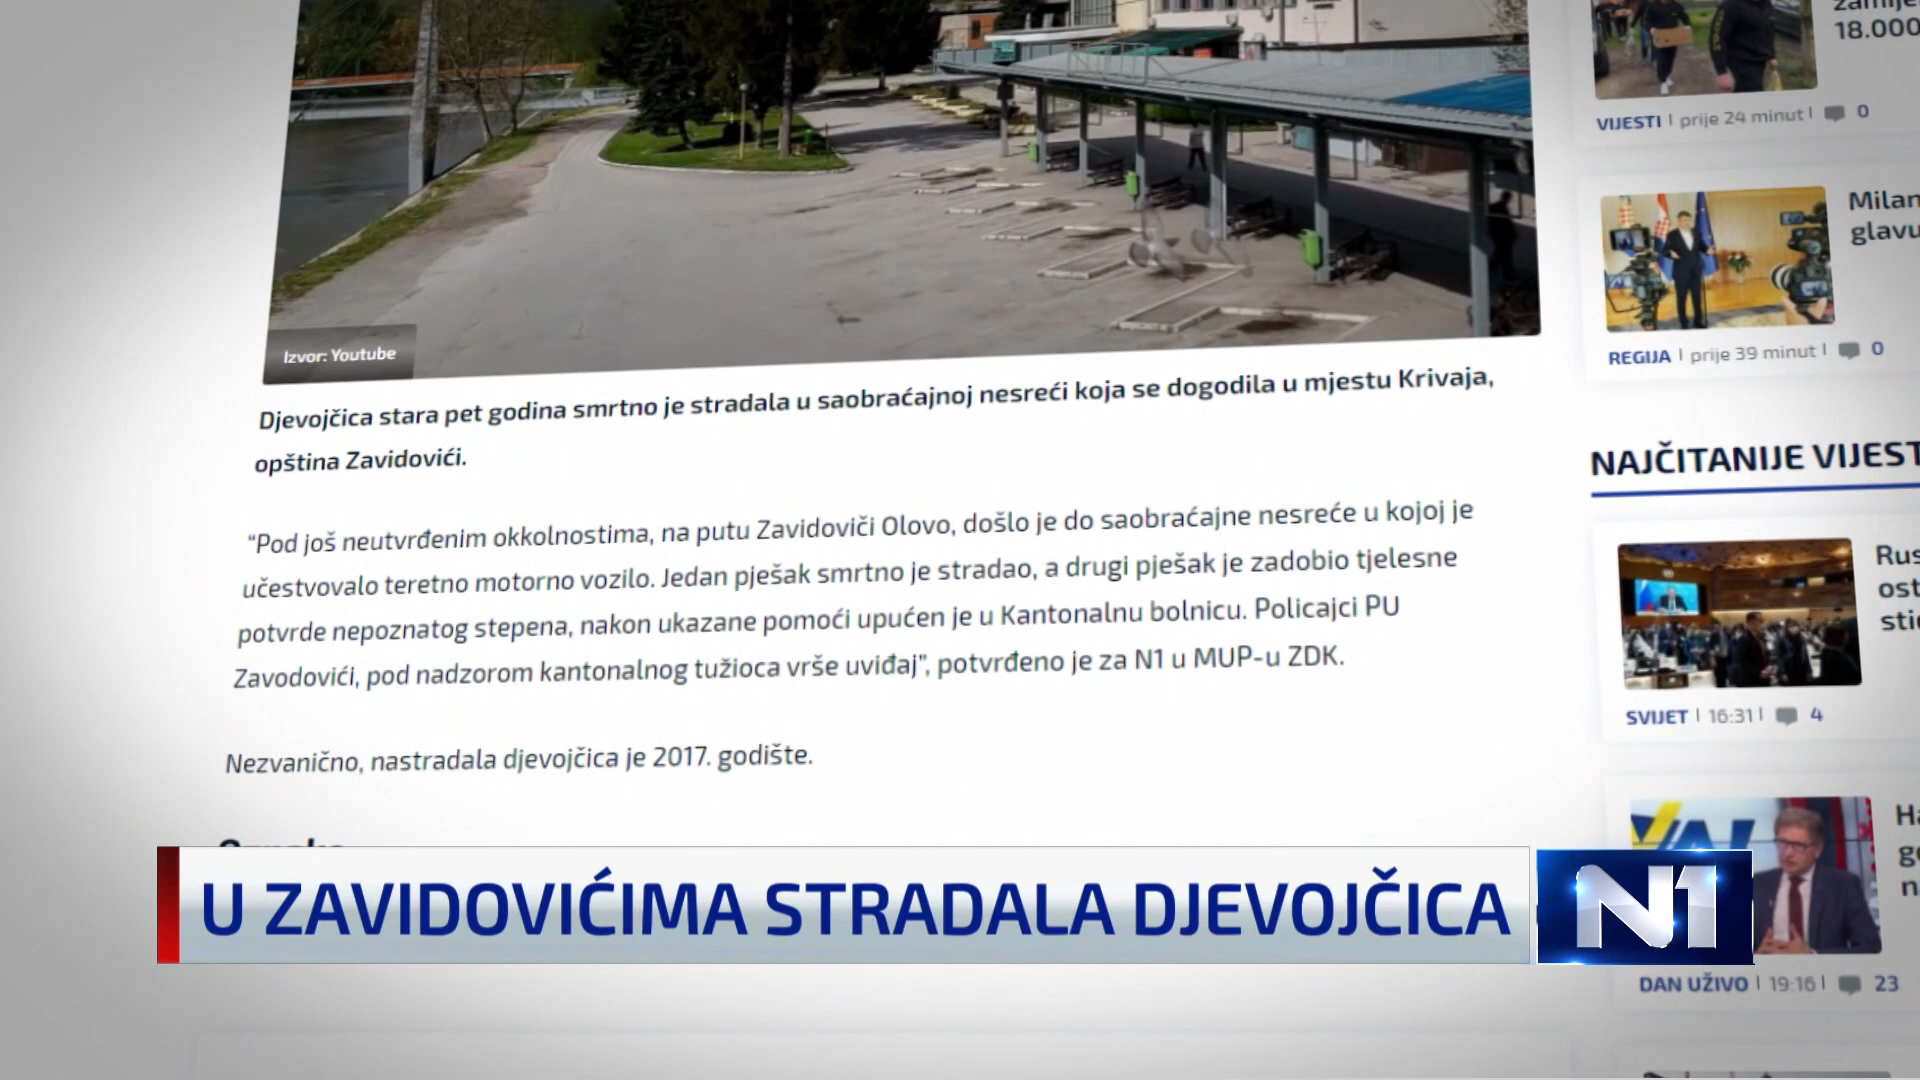 Izvor: Youtube
Djevojčica stara pet godina smrtno je stradala u saobraćajnoj nesreći koja se dogodila u mjestu Krivaja,
opština Zavidovići.
“Pod još neutvrđenim okkolnostima, na putu Zavidoviči Olovo, došlo je do saobraćajne nesreće u kojoj je
učestvovalo teretno motorno vozilo. Jedan pješak smrtno je stradao, a drugi pješak je zadobio tjelesne
potvrde nepoznatog stepena, nakon ukazane pomoći upućen je u Kantonalnu bolnicu. Policajci PU
Zavodovići, pod nadzorom kantonalnog tužioca vrše uviđaj”, potvrđeno je za N1 u MUP-u ZDK.
Nezvanično, nastradala djevojčica je 2017. godište.
U ZAVIDOVIĆIMA STRADALA DJEVOJČICA
N1
18.000
VIJESTI | prije 24 minut | 0
Milan
glavu
REGIJA | prije 39 minut | 0
NAJČITANIJE VIJEST
Rus
ost
stic
SVIJET | 16:31 | 4
Ha
ge
n
DAN UŽIVO | 19:16 | 23